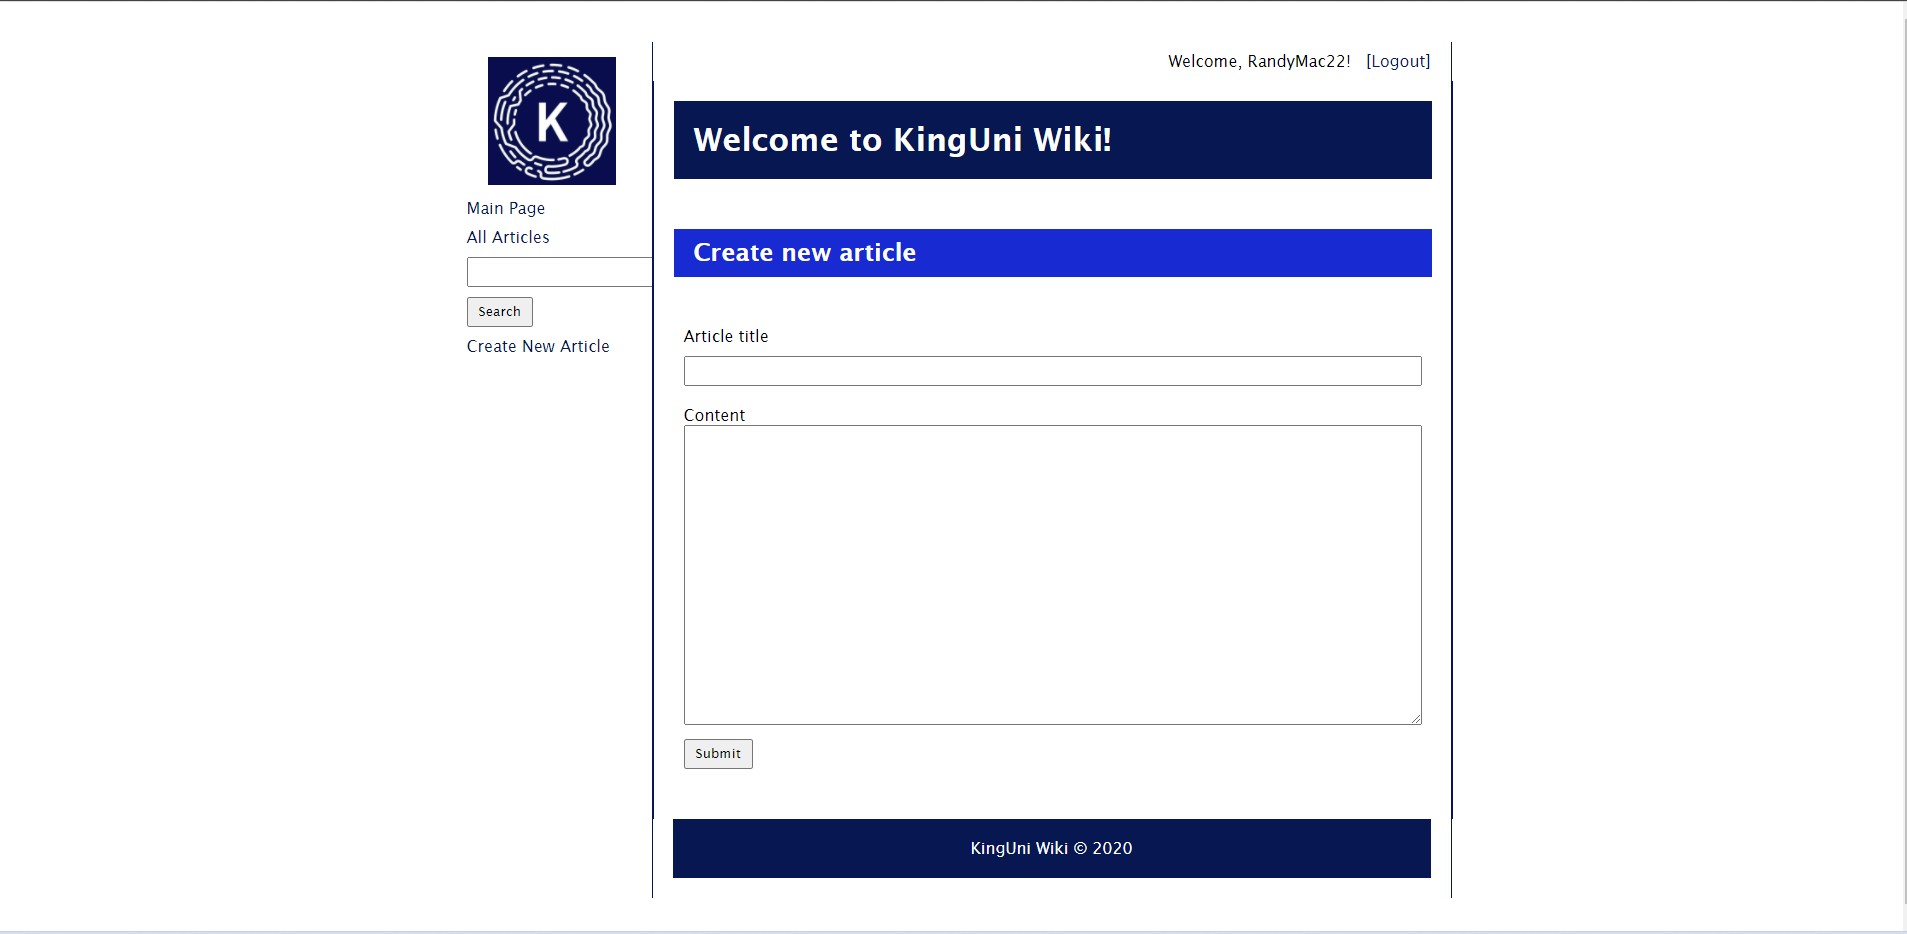 K
Main Page
All Articles
Search
Create New Article
Welcome, RandyMac22! [Logout]
Welcome to KingUni Wiki!
Create new article
Article title
Content
Submit
KingUni Wiki © 2020